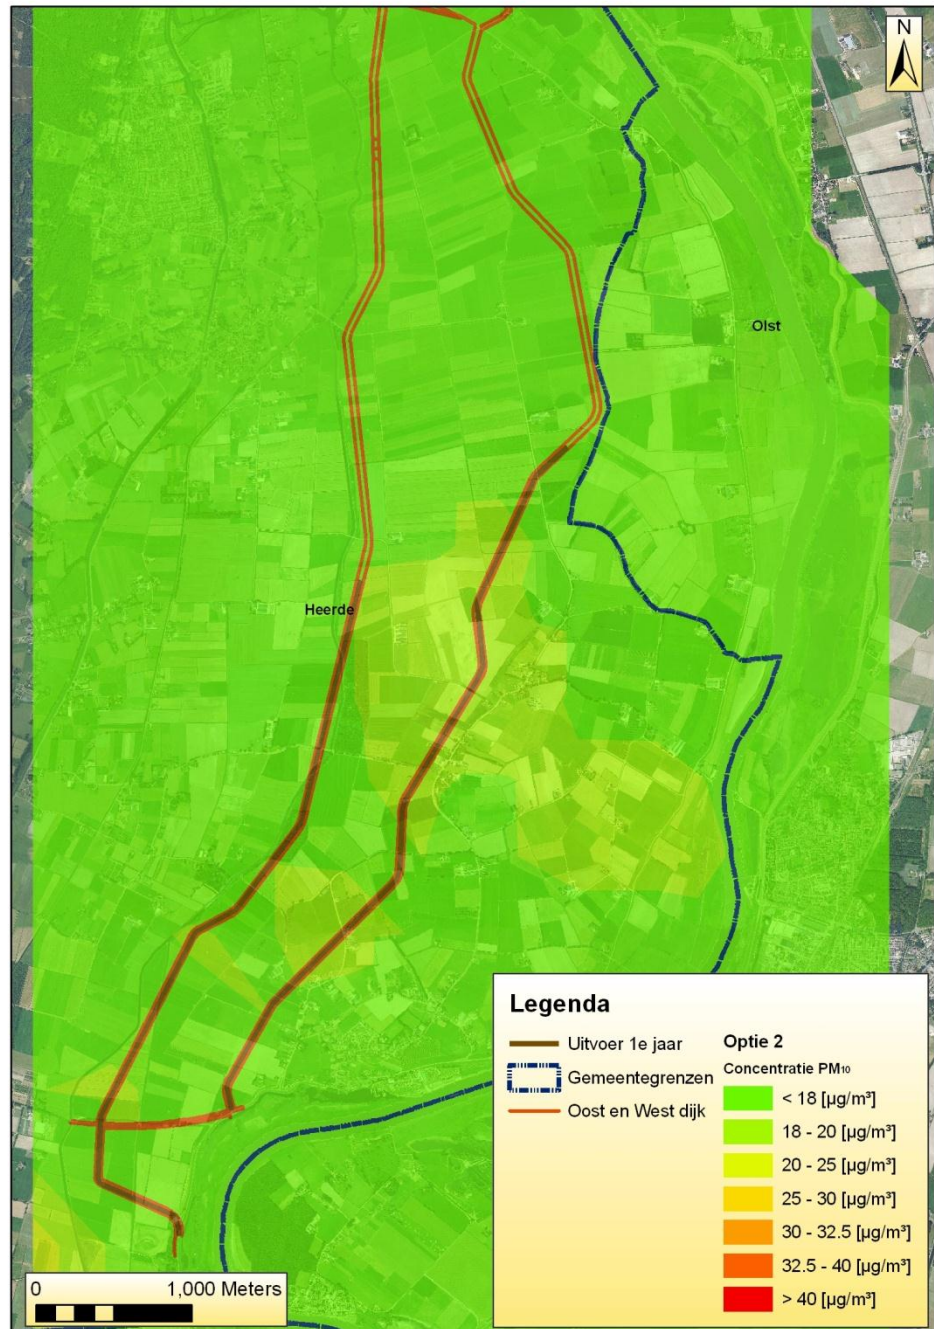 N
Olst
Heerde
Legenda
Uitvoer 1e jaar
Gemeentegrenzen
Oost en West dijk
Optie 2
Concentratie PM₁₀
< 18 [µg/m³]
18 - 20 [µg/m³]
20 - 25 [µg/m³]
25 - 30 [µg/m³]
30 - 32.5 [µg/m³]
32.5 - 40 [µg/m³]
> 40 [µg/m³]
0 1,000 Meters